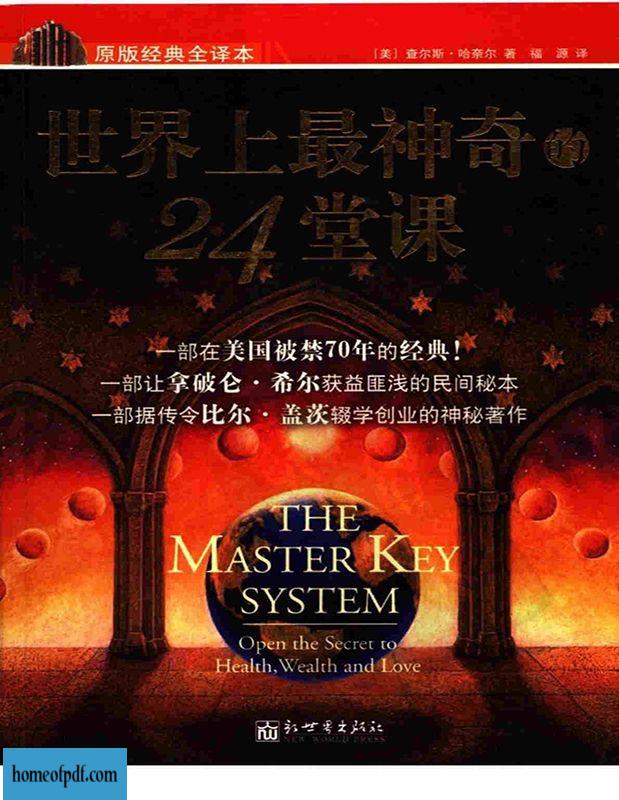 原版经典全译本
[美] 查尔斯·哈奈尔 著 福 源 译
世界上最神奇的
24堂课
一部在美国被禁70年的经典！
一部让拿破仑·希尔获益匪浅的民间秘本
一部据传令比尔·盖茨辍学创业的神秘著作
THE
MASTER KEY
SYSTEM
Open the Secret to
Health, Wealth and Love
新世界出版社
NEW WORLD PRESS
homeofpdf.com